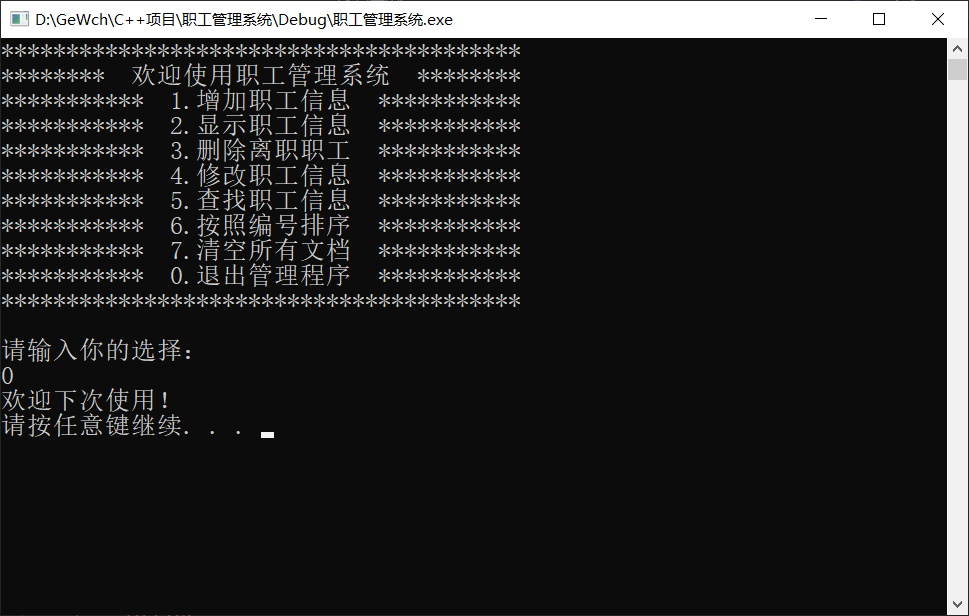 D:\GeWch\C++项目\职工管理系统\Debug\职工管理系统.exe
****************************************
********  欢迎使用职工管理系统  ********
***********  1.增加职工信息  ***********
***********  2.显示职工信息  ***********
***********  3.删除离职职工  ***********
***********  4.修改职工信息  ***********
***********  5.查找职工信息  ***********
***********  6.按照编号排序  ***********
***********  7.清空所有文档  ***********
***********  0.退出管理程序  ***********
****************************************
请输入你的选择：
0
欢迎下次使用！
请按任意键继续. . .